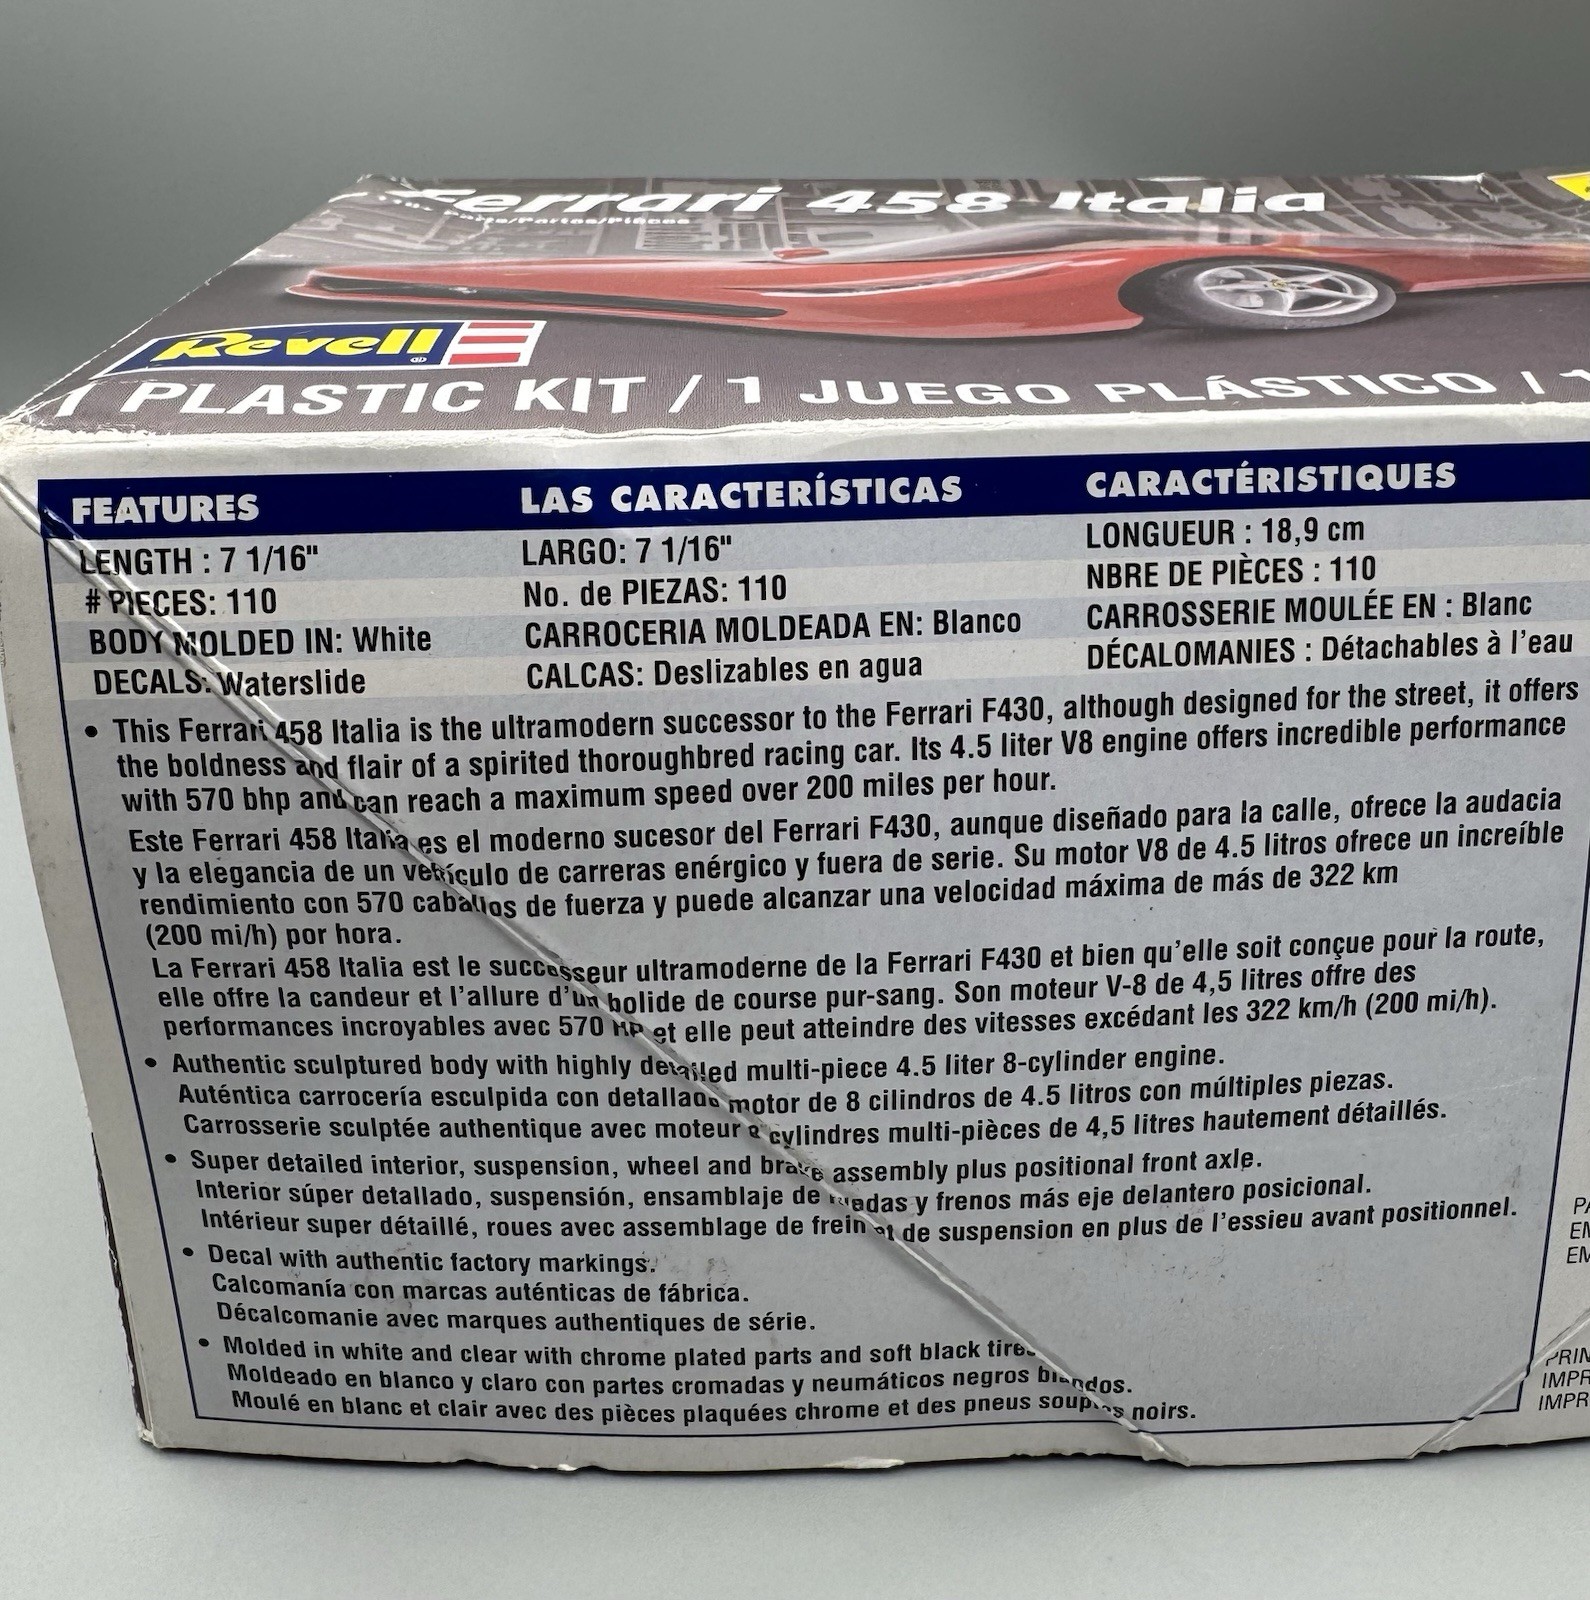 Ferrari 458 Italia
Parts/Partes/Pièces
Revell
1 PLASTIC KIT / 1 JUEGO PLÁSTICO / 1
FEATURES
LENGTH : 7 1/16"
# PIECES: 110
BODY MOLDED IN: White
DECALS: Waterslide
LAS CARACTERÍSTICAS
LARGO: 7 1/16"
No. de PIEZAS: 110
CARROCERIA MOLDEADA EN: Blanco
CALCAS: Deslizables en agua
CARACTÉRISTIQUES
LONGUEUR : 18,9 cm
NBRE DE PIÈCES : 110
CARROSSERIE MOULÉE EN : Blanc
DÉCALOMANIES : Détachables à l'eau
• This Ferrari 458 Italia is the ultramodern successor to the Ferrari F430, although designed for the street, it offers
the boldness and flair of a spirited thoroughbred racing car. Its 4.5 liter V8 engine offers incredible performance
with 570 bhp and can reach a maximum speed over 200 miles per hour.
Este Ferrari 458 Italia es el moderno sucesor del Ferrari F430, aunque diseñado para la calle, ofrece la audacia
y la elegancia de un vehículo de carreras enérgico y fuera de serie. Su motor V8 de 4.5 litros ofrece un increíble
rendimiento con 570 caballos de fuerza y puede alcanzar una velocidad máxima de más de 322 km
(200 mi/h) por hora.
La Ferrari 458 Italia est le successeur ultramoderne de la Ferrari F430 et bien qu'elle soit conçue pour la route,
elle offre la candeur et l'allure d'un bolide de course pur-sang. Son moteur V-8 de 4,5 litres offre des
performances incroyables avec 570 HP et elle peut atteindre des vitesses excédant les 322 km/h (200 mi/h).
• Authentic sculptured body with highly detailed multi-piece 4.5 liter 8-cylinder engine.
Auténtica carrocería esculpida con detallado motor de 8 cilindros de 4.5 litros con múltiples piezas.
Carrosserie sculptée authentique avec moteur 8 cylindres multi-pièces de 4,5 litres hautement détaillés.
• Super detailed interior, suspension, wheel and brake assembly plus positional front axle.
Interior súper detallado, suspensión, ensamblaje de ruedas y frenos más eje delantero posicional.
Intérieur super détaillé, roues avec assemblage de frein et de suspension en plus de l'essieu avant positionnel.
• Decal with authentic factory markings.
Calcomanía con marcas auténticas de fábrica.
Décalcomanie avec marques authentiques de série.
• Molded in white and clear with chrome plated parts and soft black tires
Moldeado en blanco y claro con partes cromadas y neumáticos negros blandos.
Moulé en blanc et clair avec des pièces plaquées chrome et des pneus souples noirs.
PA
EM
EM
PRIN
IMPR
IMPR